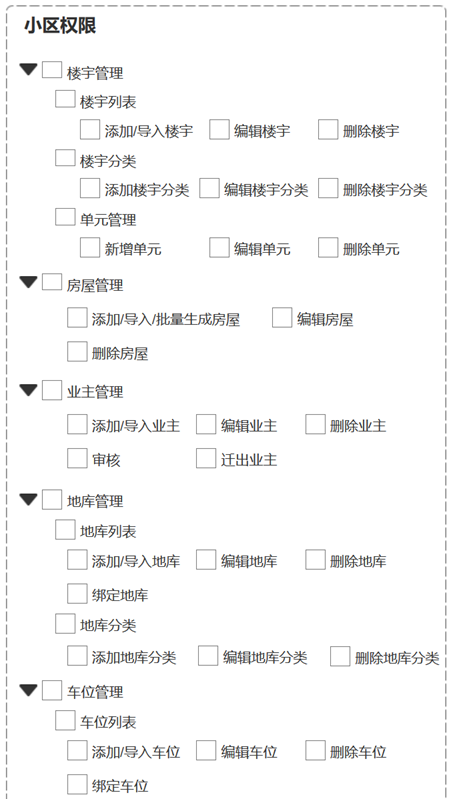 小区权限
楼宇管理
楼宇列表
添加/导入楼宇 编辑楼宇 删除楼宇
楼宇分类
添加楼宇分类 编辑楼宇分类 删除楼宇分类
单元管理
新增单元 编辑单元 删除单元
房屋管理
添加/导入/批量生成房屋 编辑房屋
删除房屋
业主管理
添加/导入业主 编辑业主 删除业主
审核 迁出业主
地库管理
地库列表
添加/导入地库 编辑地库 删除地库
绑定地库
地库分类
添加地库分类 编辑地库分类 删除地库分类
车位管理
车位列表
添加/导入车位 编辑车位 删除车位
绑定车位